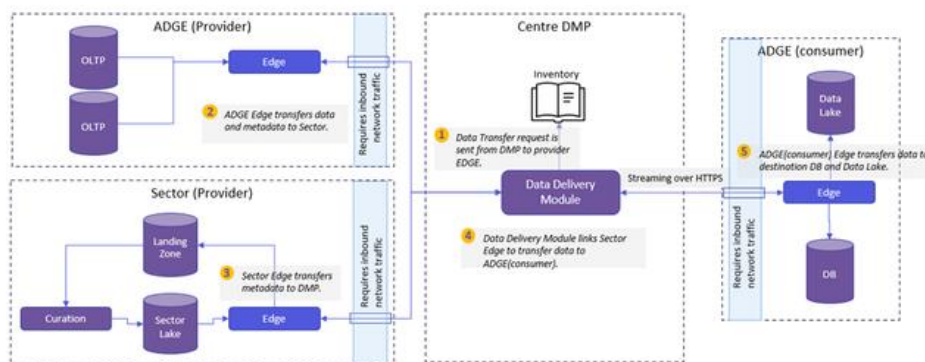 ADGE (Provider)
OLTP
OLTP
Edge
Requires inbound
network traffic
2
ADGE Edge transfers data
and metadata to Sector.
Sector (Provider)
Landing
Zone
3
Sector Edge transfers
metadata to DMP.
Curation
Sector
Lake
Edge
Requires inbound
network traffic
Centre DMP
Inventory
1
Data Transfer request is
sent from DMP to provider
EDGE.
Data Delivery
Module
Streaming over HTTPS
4
Data Delivery Module links Sector
Edge to transfer data to
ADGE(consumer).
ADGE (consumer)
Requires inbound
network traffic
Data
Lake
5
ADGE(consumer) Edge transfers data to
destination DB and Data Lake.
Edge
DB